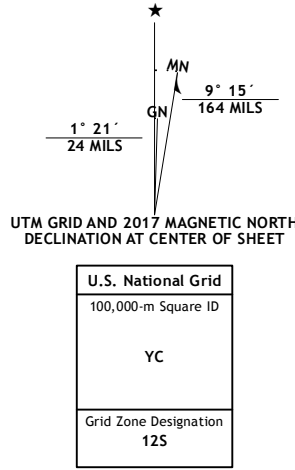 ★
MN
9° 15´
164 MILS
GN
1° 21´
24 MILS
UTM GRID AND 2017 MAGNETIC NORTH
DECLINATION AT CENTER OF SHEET
U.S. National Grid
100,000-m Square ID
YC
Grid Zone Designation
12S